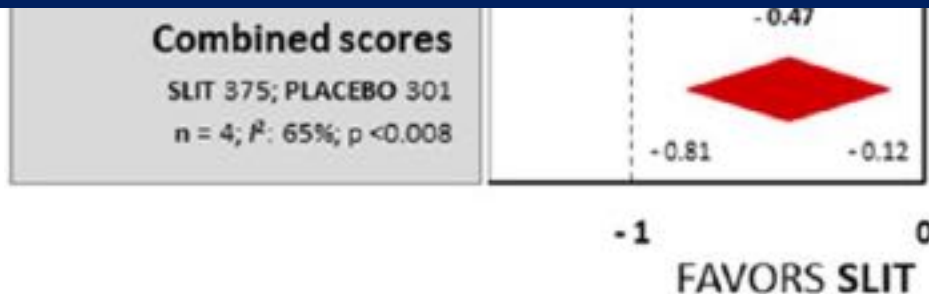 - 0.47
Combined scores
SLIT 375; PLACEBO 301
n = 4; I²: 65%; p <0.008
- 0.81
- 0.12
- 1
0
FAVORS SLIT